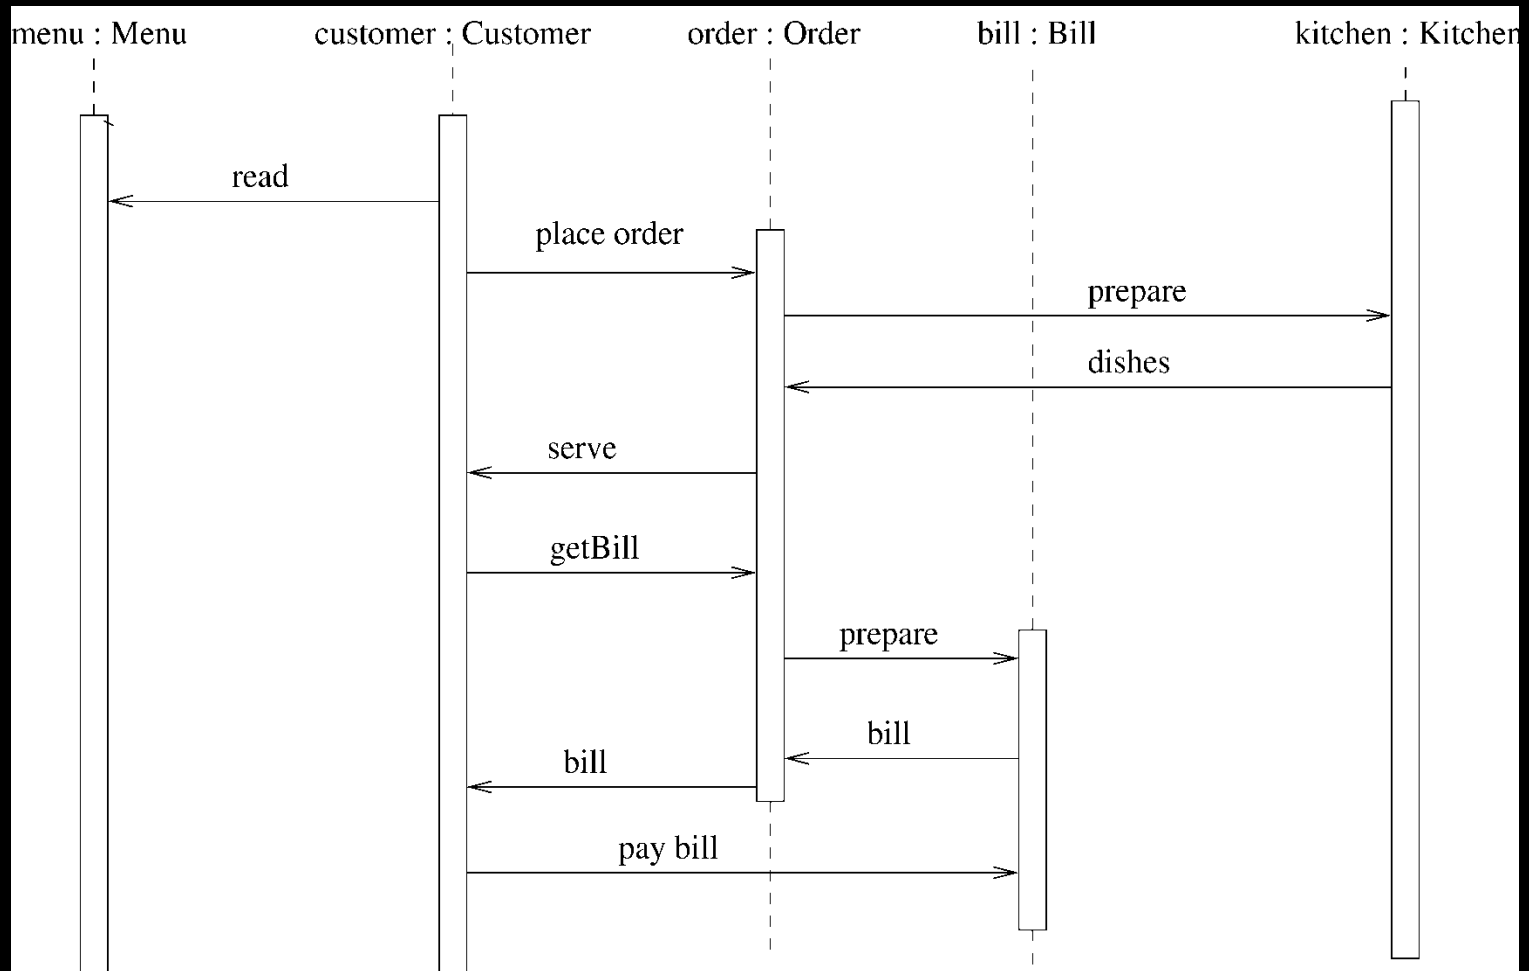 menu : Menu
customer : Customer
order : Order
bill : Bill
kitchen : Kitchen
read
place order
prepare
dishes
serve
getBill
prepare
bill
bill
pay bill